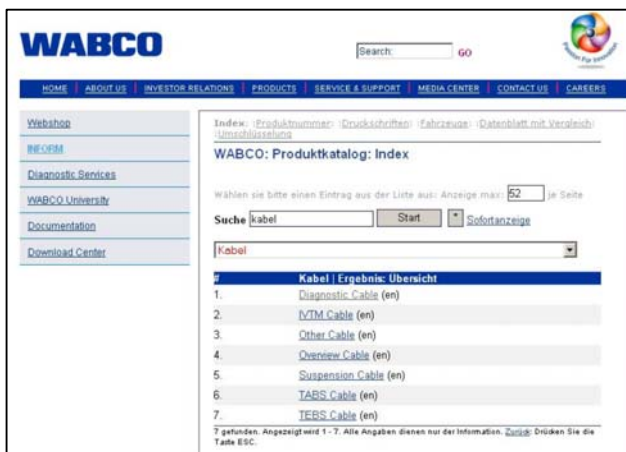 WABCO
Search: GO
Passion For Innovation
HOME ABOUT US INVESTOR RELATIONS PRODUCTS SERVICE & SUPPORT MEDIA CENTER CONTACT US CAREERS
Webshop
INFORM
Diagnostic Services
WABCO University
Documentation
Download Center
Index: |Produktnummer| |Druckschriften| |Fahrzeuge| |Datenblatt mit Vergleich|
|Umschlüsselung
WABCO: Produktkatalog: Index
Wählen sie bitte einen Eintrag aus der Liste aus: Anzeige max: 52 je Seite
Suche kabel Start * Sofortanzeige
Kabel
# Kabel | Ergebnis: Übersicht
1. Diagnostic Cable (en)
2. IVTM Cable (en)
3. Other Cable (en)
4. Overview Cable (en)
5. Suspension Cable (en)
6. TABS Cable (en)
7. TEBS Cable (en)
7 gefunden. Angezeigt wird 1 - 7. Alle Angaben dienen nur der Information. Zurück: Drücken Sie die
Taste ESC.